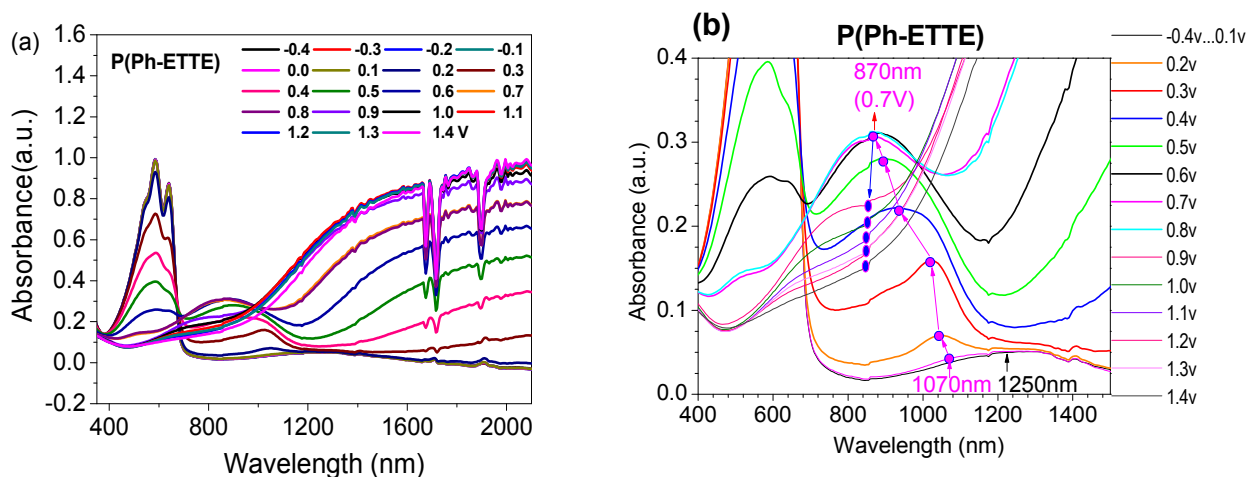 (a)
P(Ph-ETTE)
-0.4 -0.3 -0.2 -0.1
0.0 0.1 0.2 0.3
0.4 0.5 0.6 0.7
0.8 0.9 1.0 1.1
1.2 1.3 1.4 V
Absorbance(a.u.)
1.6
1.4
1.2
1.0
0.8
0.6
0.4
0.2
0.0
-0.2
400 800 1200 1600 2000
Wavelength (nm)
(b)
P(Ph-ETTE)
870nm
(0.7V)
1070nm 1250nm
Absorbance (a.u.)
0.4
0.3
0.2
0.1
0.0
400 600 800 1000 1200 1400
Wavelength (nm)
-0.4v...0.1v
0.2v
0.3v
0.4v
0.5v
0.6v
0.7v
0.8v
0.9v
1.0v
1.1v
1.2v
1.3v
1.4v